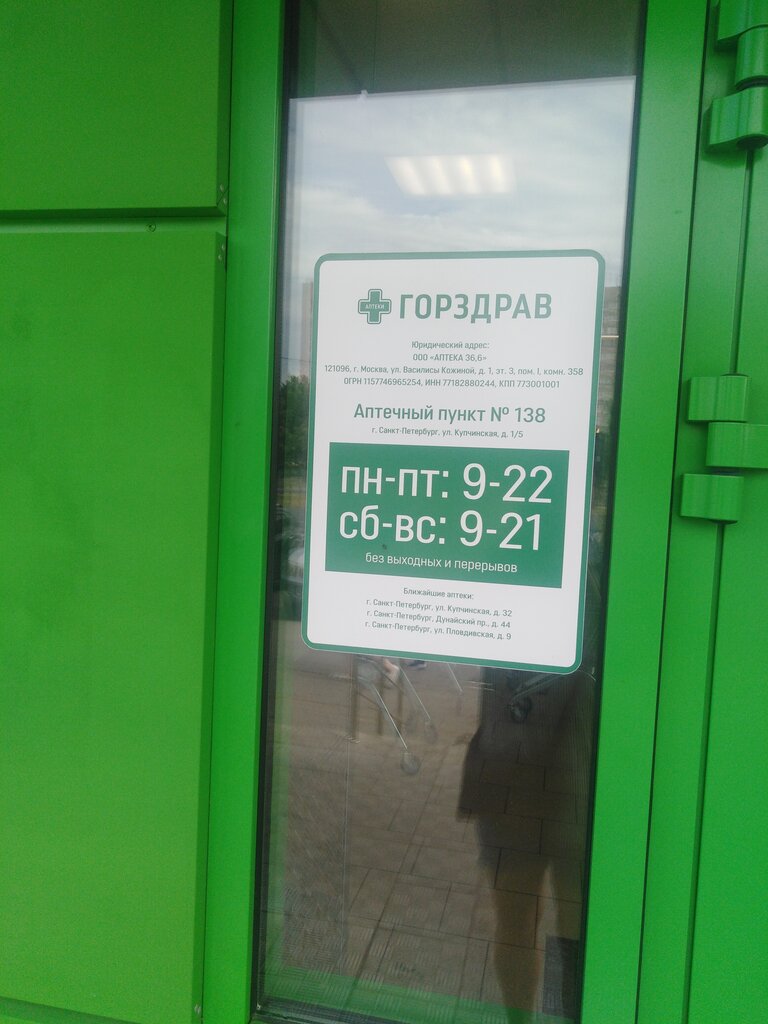 АПТЕКИ
ГОРЗДРАВ
Юридический адрес:
ООО «АПТЕКА 36,6»
121096, г. Москва, ул. Василисы Кожиной, д. 1, эт. 3, пом. I, комн. 358
ОГРН 1157746965254, ИНН 77182880244, КПП 773001001
Аптечный пункт № 138
г. Санкт-Петербург, ул. Купчинская, д. 1/5
пн-пт: 9-22
сб-вс: 9-21
без выходных и перерывов
Ближайшие аптеки:
г. Санкт-Петербург, ул. Купчинская, д. 32
г. Санкт-Петербург, Дунайский пр., д. 44
г. Санкт-Петербург, ул. Пловдивская, д. 9